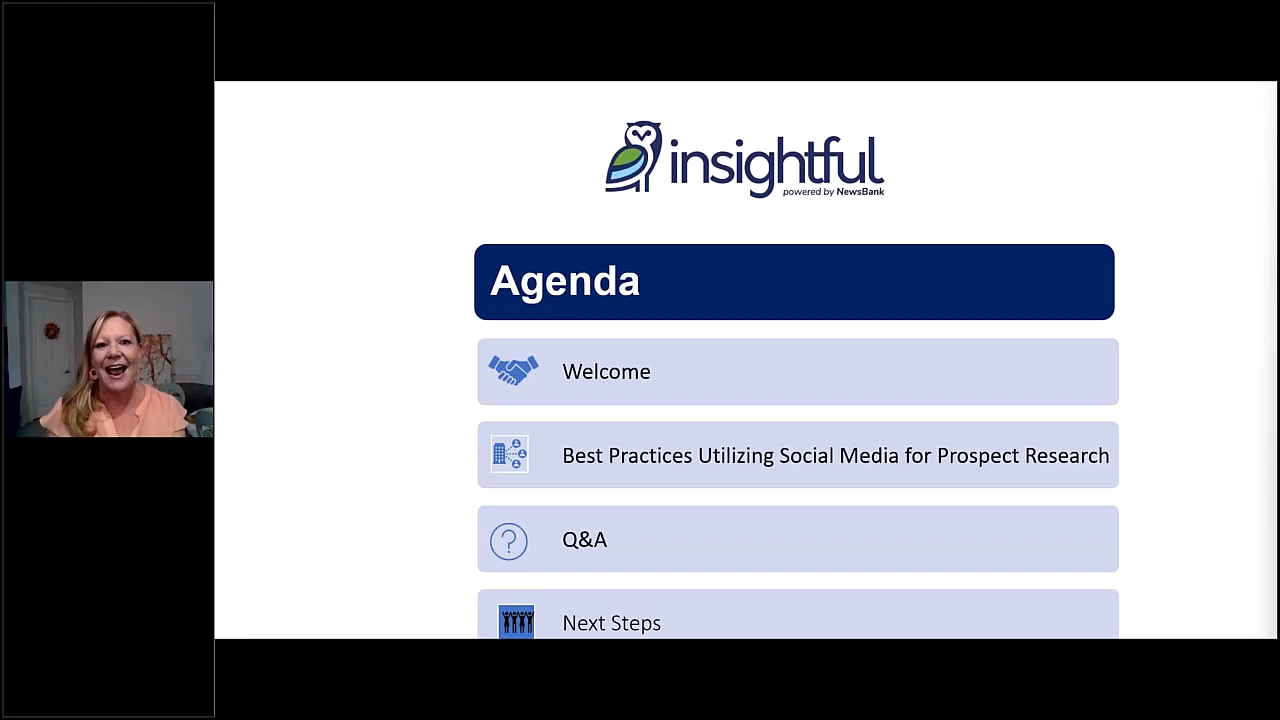 insightful
powered by NewsBank
Agenda
Welcome
Best Practices Utilizing Social Media for Prospect Research
Q&A
Next Steps